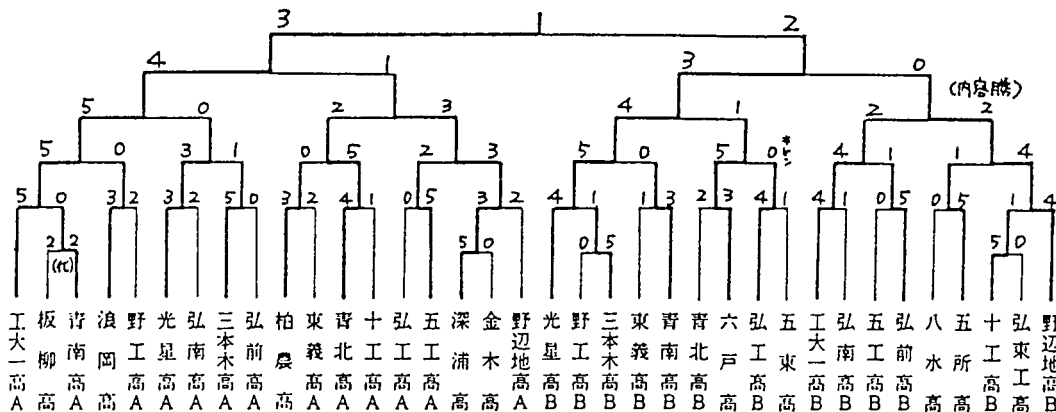 3 1 2
4 1 3 0
(内容勝)
5 0 2 3 4 1 2 2
キケン
5 0 3 1 0 5 2 3 5 0 5 0 4 1 1 4
5 0 3 2 3 2 5 0 3 2 4 1 0 5 3 2 4 1 1 3 2 3 4 1 4 1 0 5 0 5 1 4
2 2 5 0 0 5 5 0
(代)
工大一高A
板柳高
青南高A
浪岡高
野工高A
光星高A
弘南高A
三本木高A
弘前高A
柏農高
東義高A
青北高A
十工高A
弘工高A
五工高A
深浦高
金木高
野辺地高A
光星高B
野工高B
三本木高B
東義高B
青南高B
青北高B
六戸高
弘工高B
五東高
工大一高B
弘南高B
五工高B
弘前高B
八水高
五所高
十工高B
弘東工高
野辺地高B